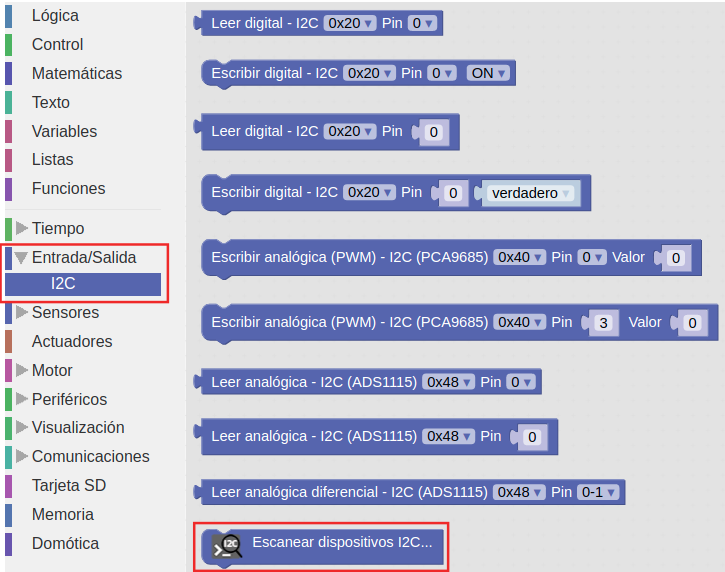 Lógica
Control
Matemáticas
Texto
Variables
Listas
Funciones
Tiempo
Entrada/Salida
I2C
Sensores
Actuadores
Motor
Periféricos
Visualización
Comunicaciones
Tarjeta SD
Memoria
Domótica
Leer digital - I2C 0x20 Pin 0
Escribir digital - I2C 0x20 Pin 0 ON
Leer digital - I2C 0x20 Pin 0
Escribir digital - I2C 0x20 Pin 0 verdadero
Escribir analógica (PWM) - I2C (PCA9685) 0x40 Pin 0 Valor 0
Escribir analógica (PWM) - I2C (PCA9685) 0x40 Pin 3 Valor 0
Leer analógica - I2C (ADS1115) 0x48 Pin 0
Leer analógica - I2C (ADS1115) 0x48 Pin 0
Leer analógica diferencial - I2C (ADS1115) 0x48 Pin 0-1
I2C Escanear dispositivos I2C...